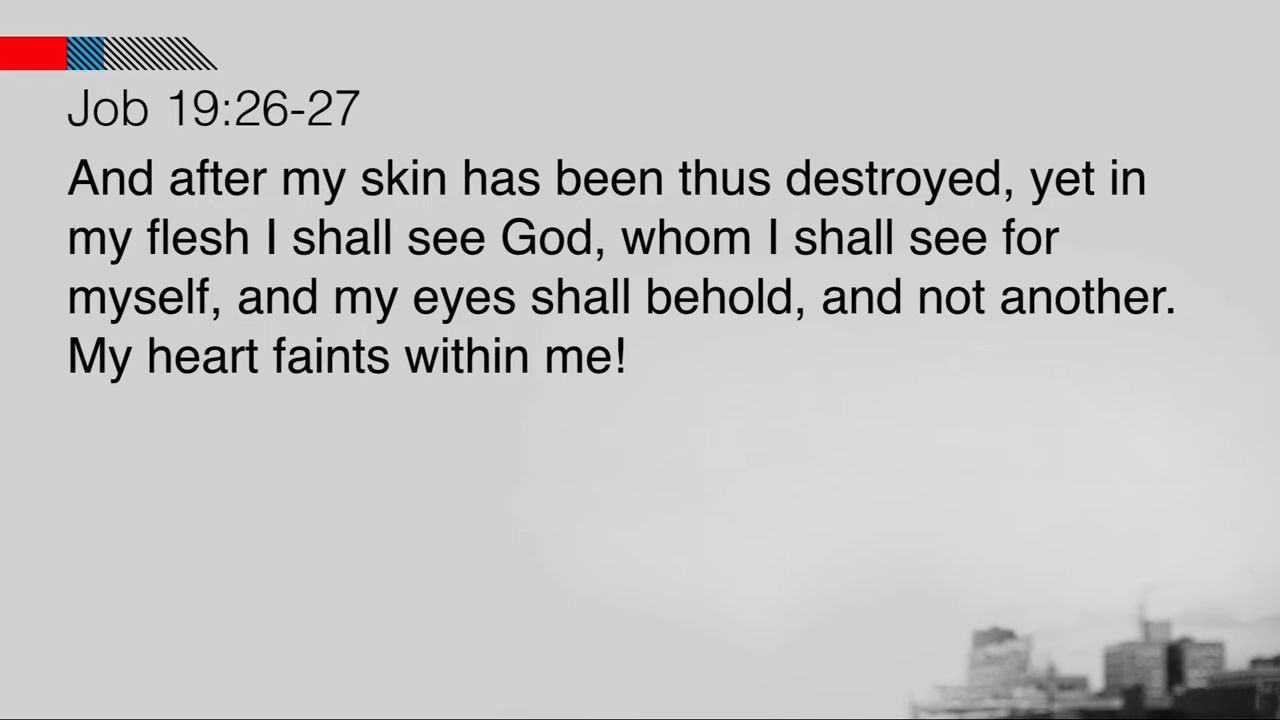 Job 19:26-27
And after my skin has been thus destroyed, yet in
my flesh I shall see God, whom I shall see for
myself, and my eyes shall behold, and not another.
My heart faints within me!